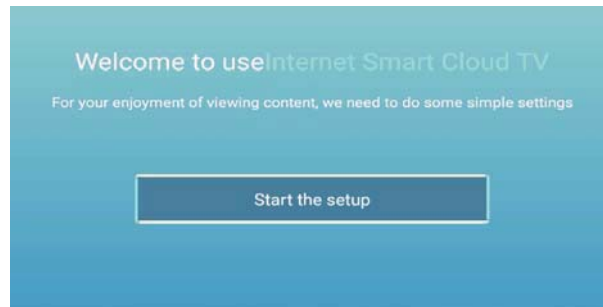 Welcome to useInternet Smart Cloud TV
For your enjoyment of viewing content, we need to do some simple settings
Start the setup